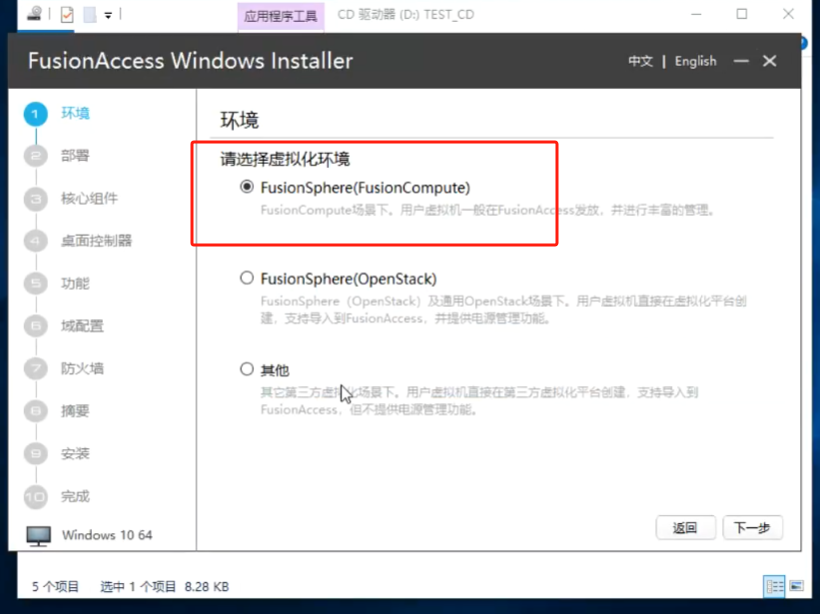 应用程序工具
CD 驱动器 (D:) TEST_CD
FusionAccess Windows Installer
中文 | English
1 环境
2 部署
3 核心组件
4 桌面控制器
5 功能
6 域配置
7 防火墙
8 摘要
9 安装
10 完成
Windows 10 64
环境
请选择虚拟化环境
FusionSphere(FusionCompute)
FusionCompute场景下。用户虚拟机一般在FusionAccess发放，并进行丰富的管理。
FusionSphere(OpenStack)
FusionSphere（OpenStack）及通用OpenStack场景下。用户虚拟机直接在虚拟化平台创
建，支持导入到FusionAccess，并提供电源管理功能。
其他
其它第三方虚拟化场景下。用户虚拟机直接在第三方虚拟化平台创建，支持导入到
FusionAccess，但不提供电源管理功能。
返回
下一步
5 个项目 选中 1 个项目 8.28 KB